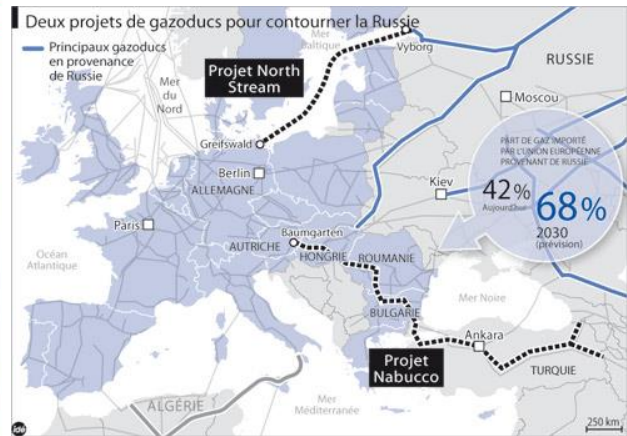 Deux projets de gazoducs pour contourner la Russie
Principaux gazoducs
en provenance
de Russie
Mer
Baltique
Vyborg
RUSSIE
Projet North
Stream
Mer
du
Nord
Moscou
PART DE GAZ IMPORTÉ
PAR L'UNION EUROPÉENNE
PROVENANT DE RUSSIE
Greifswald
Berlin
ALLEMAGNE
Kiev
42%
Aujourd'hui
68%
2030
(prévision)
Paris
Baumgarten
AUTRICHE
HONGRIE
ROUMANIE
Océan
Atlantique
Mer Noire
BULGARIE
Ankara
Projet
Nabucco
TURQUIE
ALGÉRIE
Mer
Méditerranée
idé
250 km